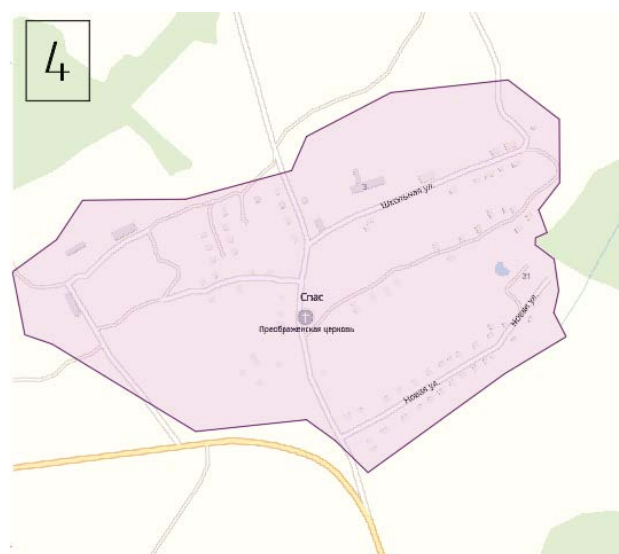 4
3
Школьная ул.
31
Спас
Преображенская церковь
Новая ул.
Новая ул.